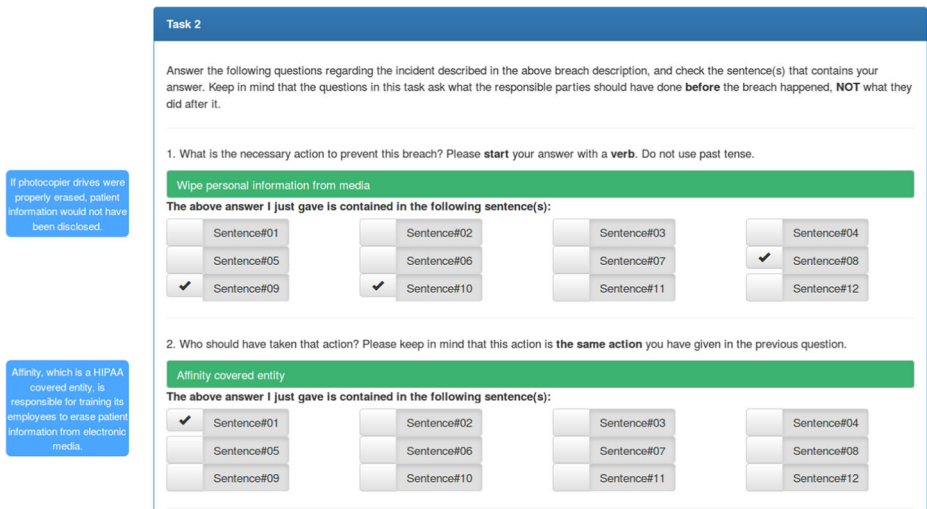 Task 2
Answer the following questions regarding the incident described in the above breach description, and check the sentence(s) that contains your
answer. Keep in mind that the questions in this task ask what the responsible parties should have done before the breach happened, NOT what they
did after it.
1. What is the necessary action to prevent this breach? Please start your answer with a verb. Do not use past tense.
If photocopier drives were
properly erased, patient
information would not have
been disclosed.
Wipe personal information from media
The above answer I just gave is contained in the following sentence(s):
Sentence#01 Sentence#02 Sentence#03 Sentence#04
Sentence#05 Sentence#06 Sentence#07 Sentence#08
Sentence#09 Sentence#10 Sentence#11 Sentence#12
2. Who should have taken that action? Please keep in mind that this action is the same action you have given in the previous question.
Affinity, which is a HIPAA
covered entity, is
responsible for training its
employees to erase patient
information from electronic
media.
Affinity covered entity
The above answer I just gave is contained in the following sentence(s):
Sentence#01 Sentence#02 Sentence#03 Sentence#04
Sentence#05 Sentence#06 Sentence#07 Sentence#08
Sentence#09 Sentence#10 Sentence#11 Sentence#12